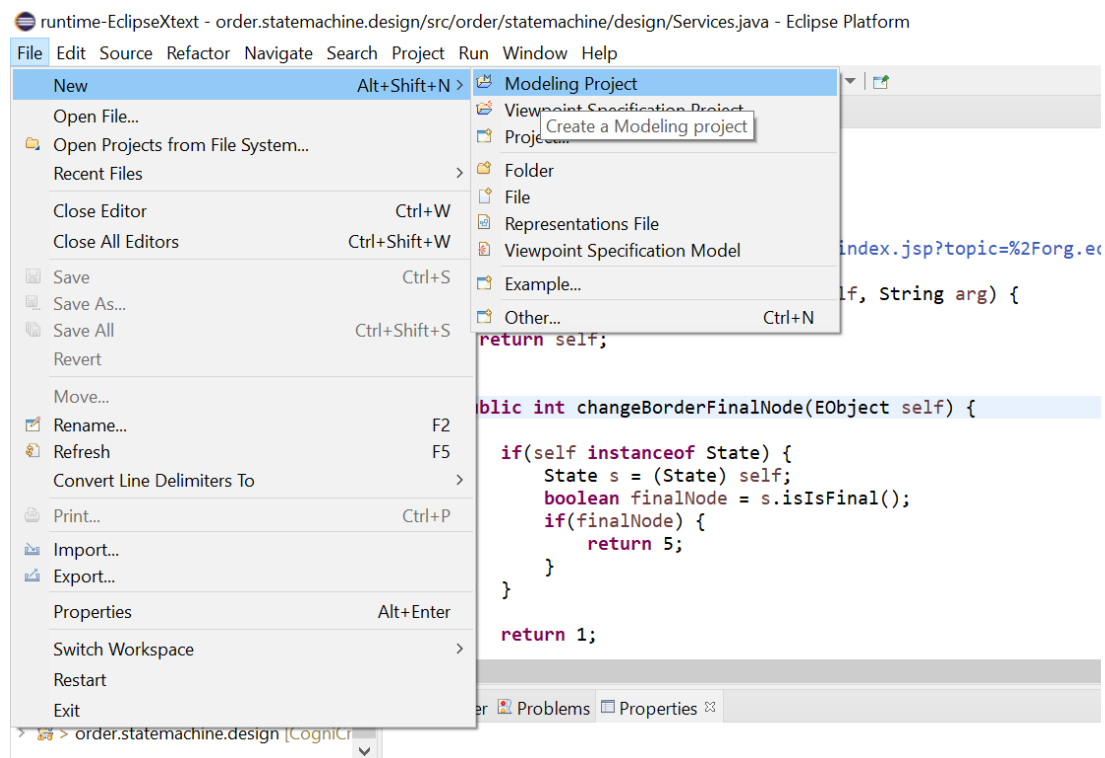 runtime-EclipseXtext - order.statemachine.design/src/order/statemachine/design/Services.java - Eclipse Platform
File Edit Source Refactor Navigate Search Project Run Window Help
New Alt+Shift+N >
Open File...
Open Projects from File System...
Recent Files >
Close Editor Ctrl+W
Close All Editors Ctrl+Shift+W
Save Ctrl+S
Save As...
Save All Ctrl+Shift+S
Revert
Move...
Rename... F2
Refresh F5
Convert Line Delimiters To >
Print... Ctrl+P
Import...
Export...
Properties Alt+Enter
Switch Workspace >
Restart
Exit
Modeling Project
Viewpoint Specification Project
Create a Modeling project
Project...
Folder
File
Representations File
Viewpoint Specification Model
Example...
Other... Ctrl+N
index.jsp?topic=%2Forg.ec
lf, String arg) {
return self;
blic int changeBorderFinalNode(EObject self) {
if(self instanceof State) {
State s = (State) self;
boolean finalNode = s.isIsFinal();
if(finalNode) {
return 5;
}
}
return 1;
er Problems Properties
> order.statemachine.design [CogniCr